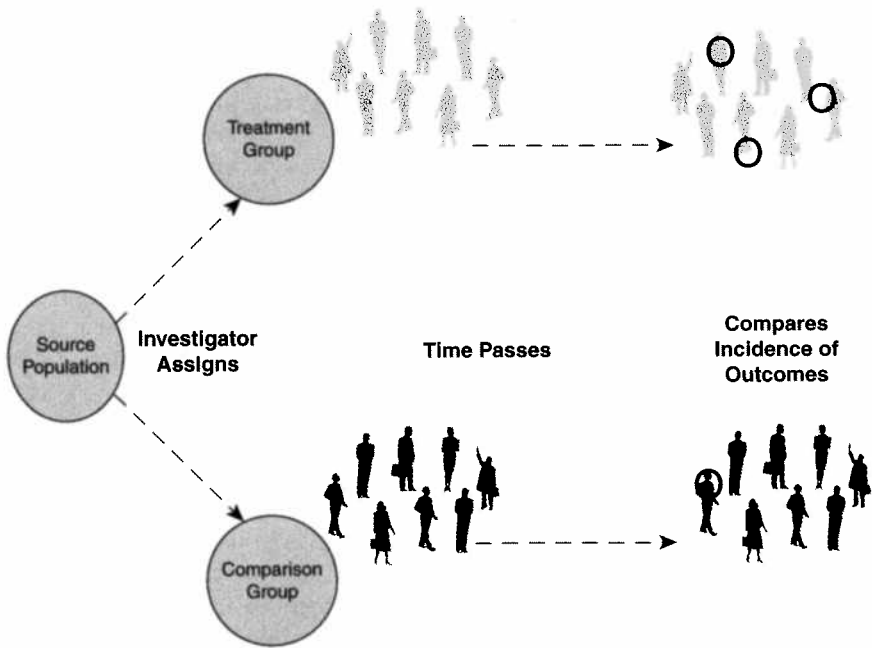 Treatment
Group
Source
Population
Investigator
Assigns
Time Passes
Compares
Incidence of
Outcomes
Comparison
Group